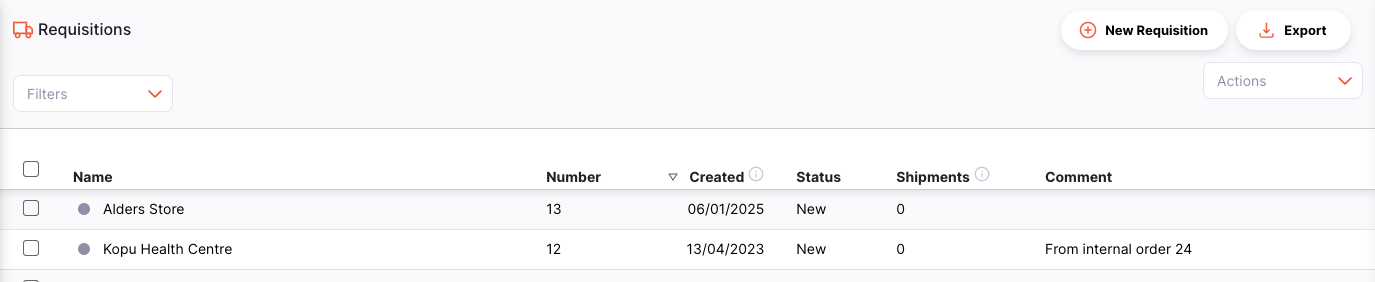 Requisitions
New Requisition
Export
Filters
Actions
Name Number Created Status Shipments Comment
Alders Store 13 06/01/2025 New 0
Kopu Health Centre 12 13/04/2023 New 0 From internal order 24